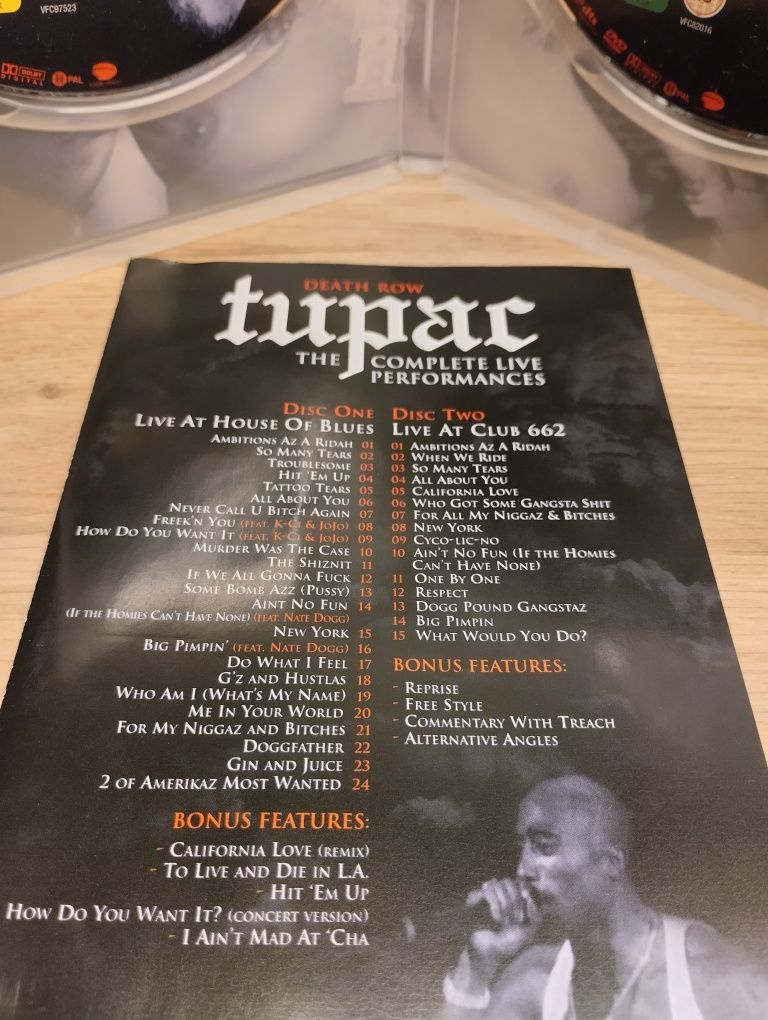 VFC97523
DOLBY
DIGITAL
PAL
VFC82016
dts
DVD
DOLBY
DIGITAL
PAL
DEATH ROW
tupac
THE COMPLETE LIVE
PERFORMANCES
DISC ONE
LIVE AT HOUSE OF BLUES
AMBITIONS AZ A RIDAH 01
SO MANY TEARS 02
TROUBLESOME 03
HIT 'EM UP 04
TATTOO TEARS 05
ALL ABOUT YOU 06
NEVER CALL U BITCH AGAIN 07
FREEK'N YOU (FEAT. K-CI & JOJO) 08
HOW DO YOU WANT IT (FEAT. K-CI & JOJO) 09
MURDER WAS THE CASE 10
THE SHIZNIT 11
IF WE ALL GONNA FUCK 12
SOME BOMB AZZ (PUSSY) 13
AINT NO FUN 14
(IF THE HOMIES CAN'T HAVE NONE) (FEAT. NATE DOGG)
NEW YORK 15
BIG PIMPIN' (FEAT. NATE DOGG) 16
DO WHAT I FEEL 17
G'Z AND HUSTLAS 18
WHO AM I (WHAT'S MY NAME) 19
ME IN YOUR WORLD 20
FOR MY NIGGAZ AND BITCHES 21
DOGGFATHER 22
GIN AND JUICE 23
2 OF AMERIKAZ MOST WANTED 24
BONUS FEATURES:
- CALIFORNIA LOVE (REMIX)
- TO LIVE AND DIE IN L.A.
- HIT 'EM UP
HOW DO YOU WANT IT? (CONCERT VERSION)
- I AIN'T MAD AT 'CHA
DISC TWO
LIVE AT CLUB 662
01 AMBITIONS AZ A RIDAH
02 WHEN WE RIDE
03 SO MANY TEARS
04 ALL ABOUT YOU
05 CALIFORNIA LOVE
06 WHO GOT SOME GANGSTA SHIT
07 FOR ALL MY NIGGAZ & BITCHES
08 NEW YORK
09 CYCO-LIC-NO
10 AIN'T NO FUN (IF THE HOMIES
CAN'T HAVE NONE)
11 ONE BY ONE
12 RESPECT
13 DOGG POUND GANGSTAZ
14 BIG PIMPIN
15 WHAT WOULD YOU DO?
BONUS FEATURES:
- REPRISE
- FREE STYLE
- COMMENTARY WITH TREACH
- ALTERNATIVE ANGLES